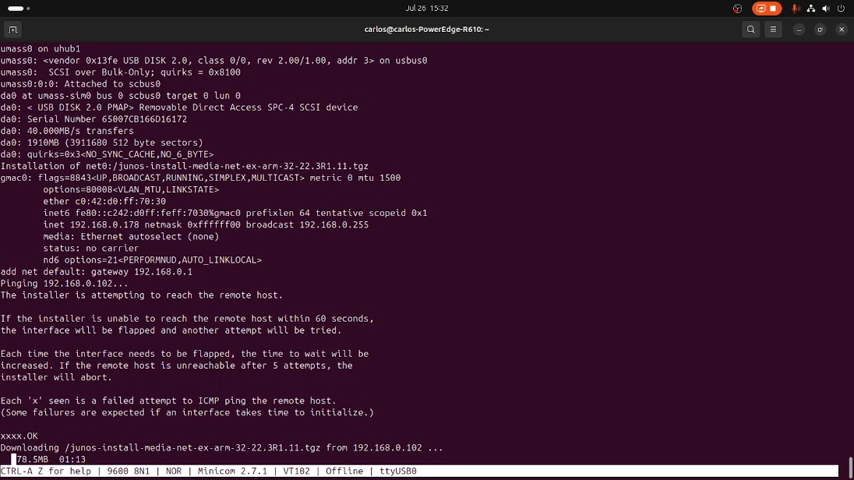 Jul 26 15:32
carlos@carlos-PowerEdge-R610: ~
umass0 on uhub1
umass0: <vendor 0x13fe USB DISK 2.0, class 0/0, rev 2.00/1.00, addr 3> on usbus0
umass0:  SCSI over Bulk-Only; quirks = 0x8100
umass0:0:0: Attached to scbus0
da0 at umass-sim0 bus 0 scbus0 target 0 lun 0
da0: < USB DISK 2.0 PMAP> Removable Direct Access SPC-4 SCSI device
da0: Serial Number 65007CB166D16172
da0: 40.000MB/s transfers
da0: 1910MB (3911680 512 byte sectors)
da0: quirks=0x3<NO_SYNC_CACHE,NO_6_BYTE>
Installation of net0:/junos-install-media-net-ex-arm-32-22.3R1.11.tgz
gmac0: flags=8843<UP,BROADCAST,RUNNING,SIMPLEX,MULTICAST> metric 0 mtu 1500
options=80008<VLAN_MTU,LINKSTATE>
ether c0:42:d0:ff:70:30
inet6 fe80::c242:d0ff:feff:7030%gmac0 prefixlen 64 tentative scopeid 0x1
inet 192.168.0.178 netmask 0xffffff00 broadcast 192.168.0.255
media: Ethernet autoselect (none)
status: no carrier
nd6 options=21<PERFORMNUD,AUTO_LINKLOCAL>
add net default: gateway 192.168.0.1
Pinging 192.168.0.102...
The installer is attempting to reach the remote host.
If the installer is unable to reach the remote host within 60 seconds,
the interface will be flapped and another attempt will be tried.
Each time the interface needs to be flapped, the time to wait will be
increased. If the remote host is unreachable after 5 attempts, the
installer will abort.
Each 'x' seen is a failed attempt to ICMP ping the remote host.
(Some failures are expected if an interface takes time to initialize.)
xxxx.OK
Downloading /junos-install-media-net-ex-arm-32-22.3R1.11.tgz from 192.168.0.102 ...
78.5MB  01:13
CTRL-A Z for help | 9600 8N1 | NOR | Minicom 2.7.1 | VT102 | Offline | ttyUSB0